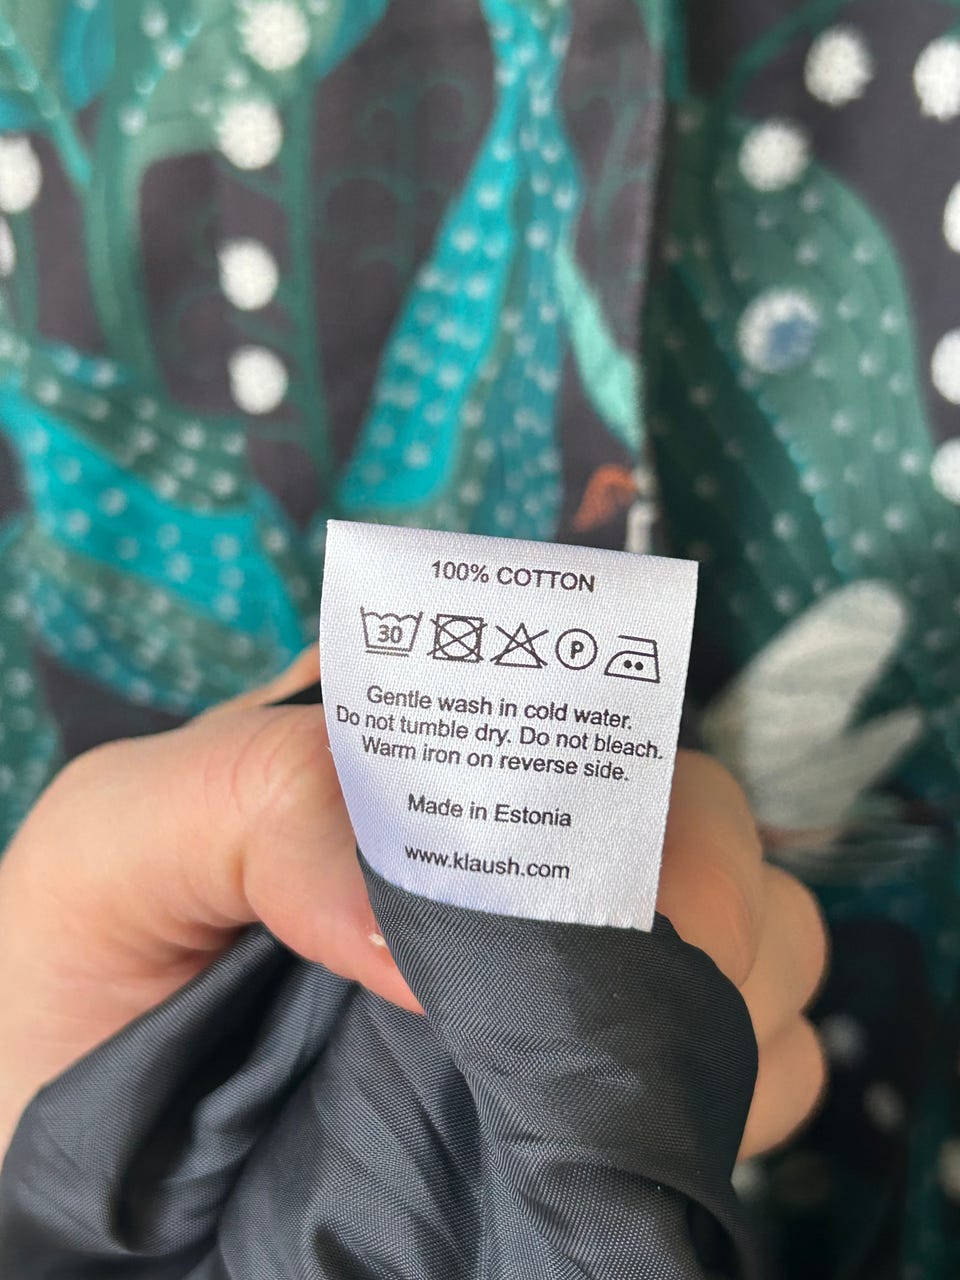 100% COTTON
30 P
Gentle wash in cold water.
Do not tumble dry. Do not bleach.
Warm iron on reverse side.
Made in Estonia
www.klaush.com